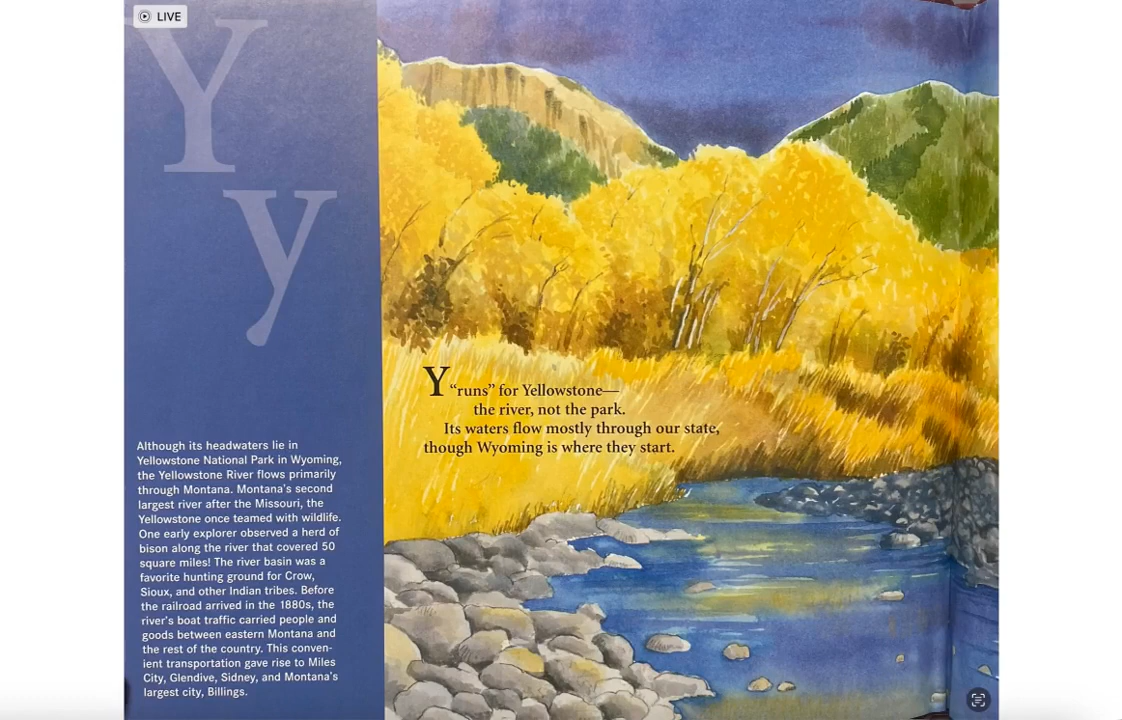 LIVE
Y
y
Although its headwaters lie in
Yellowstone National Park in Wyoming,
the Yellowstone River flows primarily
through Montana. Montana's second
largest river after the Missouri, the
Yellowstone once teamed with wildlife.
One early explorer observed a herd of
bison along the river that covered 50
square miles! The river basin was a
favorite hunting ground for Crow,
Sioux, and other Indian tribes. Before
the railroad arrived in the 1880s, the
river's boat traffic carried people and
goods between eastern Montana and
the rest of the country. This conven-
ient transportation gave rise to Miles
City, Glendive, Sidney, and Montana's
largest city, Billings.
Y “runs” for Yellowstone—
the river, not the park.
Its waters flow mostly through our state,
though Wyoming is where they start.